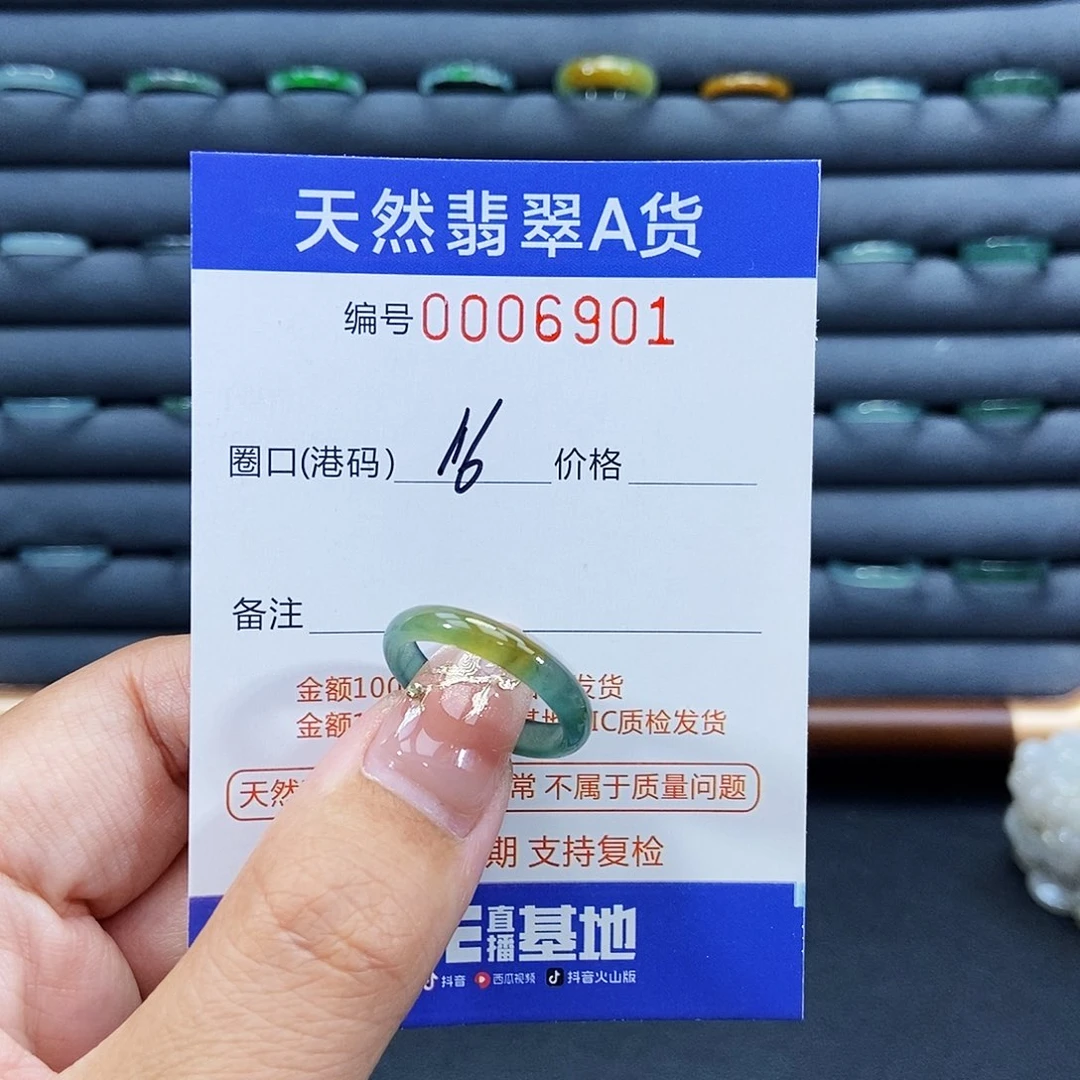 天然翡翠A货
编号0006901
圈口(港码) 16 价格
备注
金额100 发货
金额 基地 IC质检发货
天然 常 不属于质量问题
期 支持复检
E直播基地
抖音 西瓜视频 抖音火山版